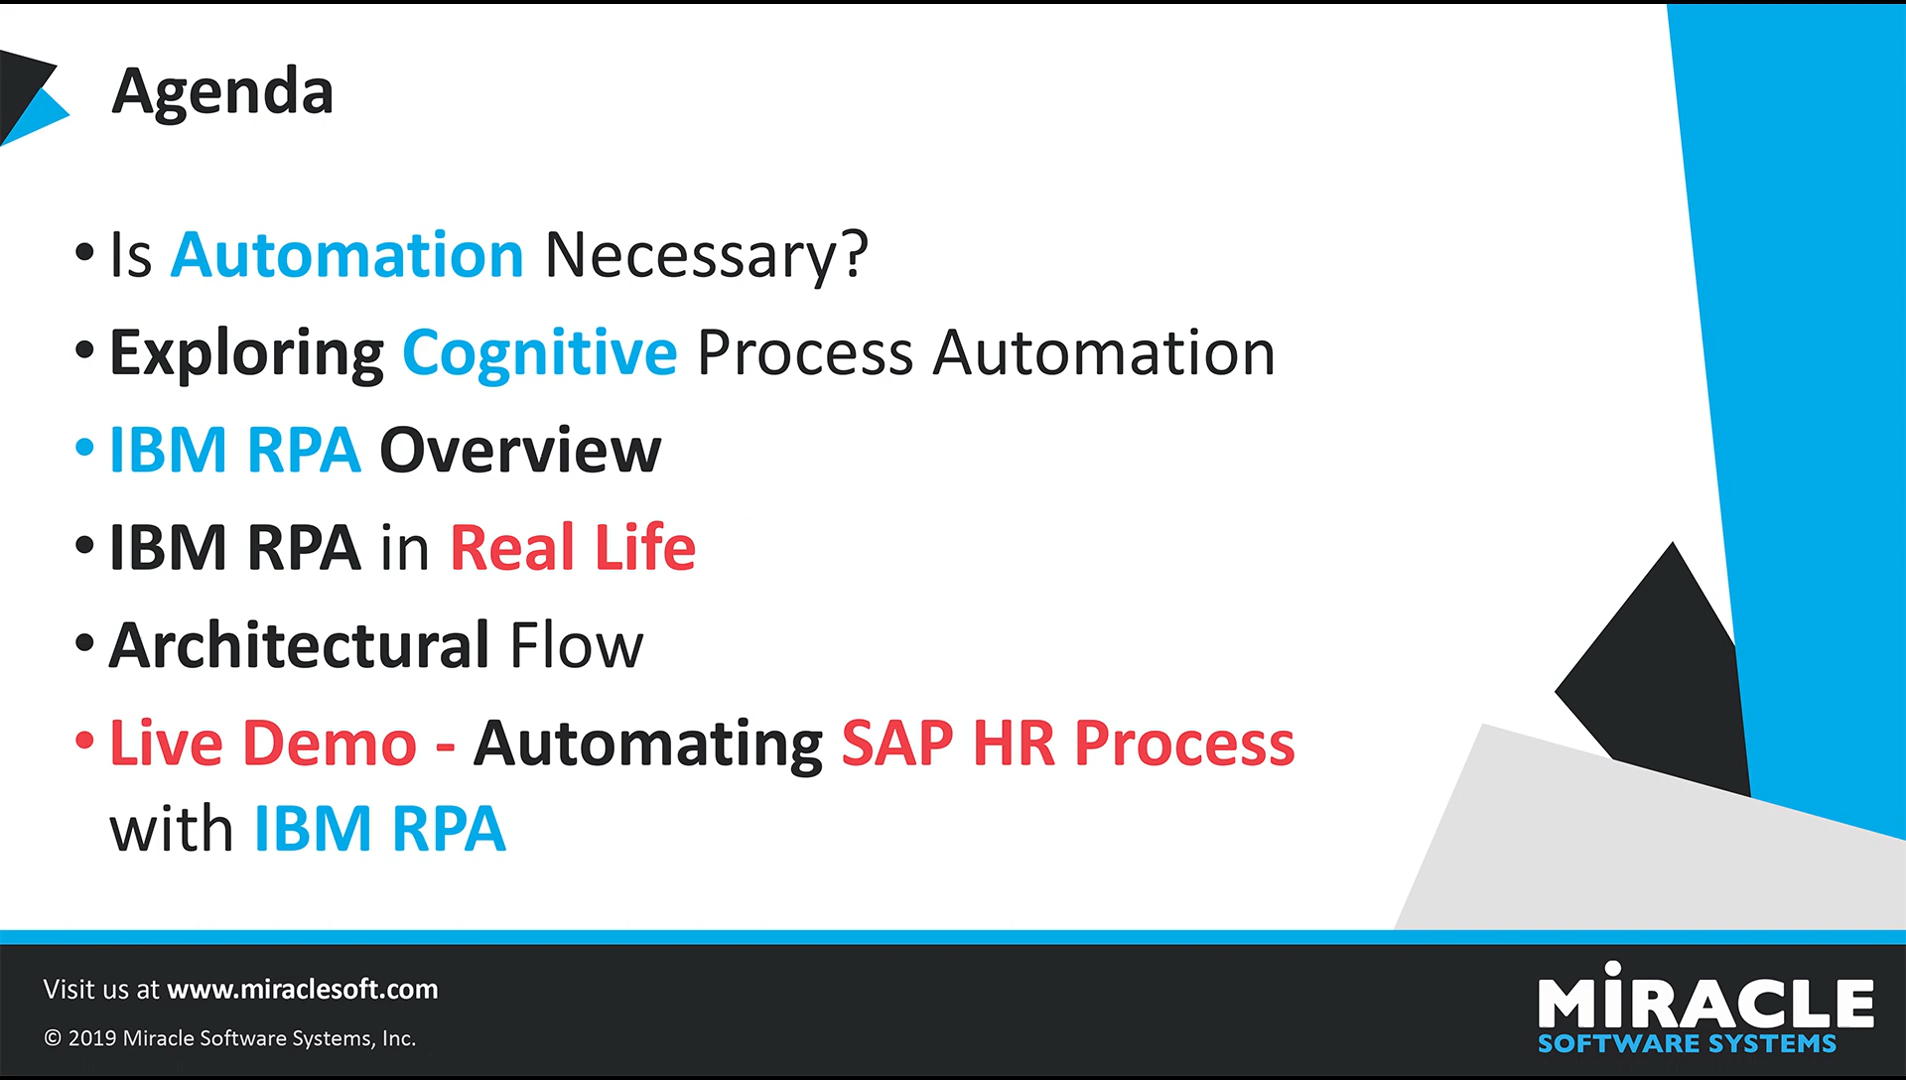 Agenda
• Is Automation Necessary?
• Exploring Cognitive Process Automation
• IBM RPA Overview
• IBM RPA in Real Life
• Architectural Flow
• Live Demo - Automating SAP HR Process
with IBM RPA
Visit us at www.miraclesoft.com
© 2019 Miracle Software Systems, Inc.
MiRACLE
SOFTWARE SYSTEMS